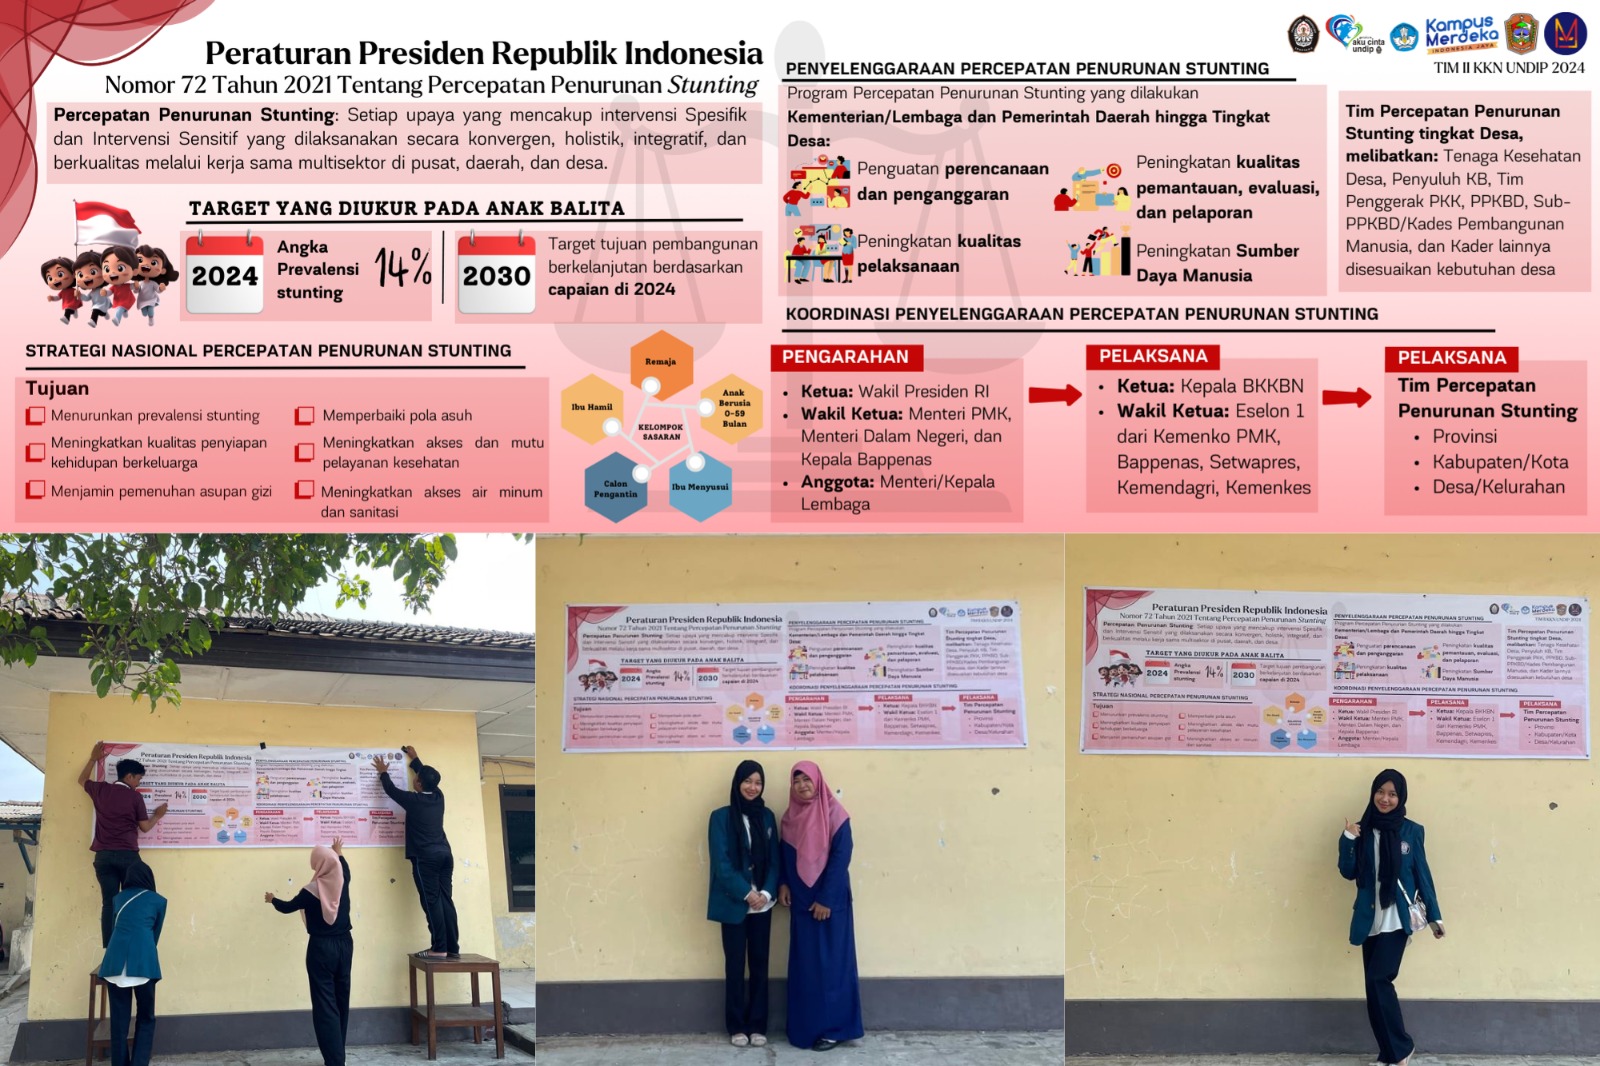 Peraturan Presiden Republik Indonesia
Nomor 72 Tahun 2021 Tentang Percepatan Penurunan Stunting
Percepatan Penurunan Stunting: Setiap upaya yang mencakup intervensi Spesifik
dan Intervensi Sensitif yang dilaksanakan secara konvergen, holistik, integratif, dan
berkualitas melalui kerja sama multisektor di pusat, daerah, dan desa.
TARGET YANG DIUKUR PADA ANAK BALITA
2024
Angka
Prevalensi
stunting
14%
2030
Target tujuan pembangunan
berkelanjutan berdasarkan
capaian di 2024
STRATEGI NASIONAL PERCEPATAN PENURUNAN STUNTING
Tujuan
Menurunkan prevalensi stunting
Meningkatkan kualitas penyiapan
kehidupan berkeluarga
Menjamin pemenuhan asupan gizi
Memperbaiki pola asuh
Meningkatkan akses dan mutu
pelayanan kesehatan
Meningkatkan akses air minum
dan sanitasi
Remaja
Ibu Hamil
Anak
Berusia
0-59
Bulan
KELOMPOK
SASARAN
Calon
Pengantin
Ibu Menyusui
aku cinta
undip
Kampus
Merdeka
INDONESIA JAYA
TIM II KKN UNDIP 2024
PENYELENGGARAAN PERCEPATAN PENURUNAN STUNTING
Program Percepatan Penurunan Stunting yang dilakukan
Kementerian/Lembaga dan Pemerintah Daerah hingga Tingkat
Desa:
Penguatan perencanaan
dan penganggaran
Peningkatan kualitas
pelaksanaan
Peningkatan kualitas
pemantauan, evaluasi,
dan pelaporan
Peningkatan Sumber
Daya Manusia
Tim Percepatan Penurunan
Stunting tingkat Desa,
melibatkan: Tenaga Kesehatan
Desa, Penyuluh KB, Tim
Penggerak PKK, PPKBD, Sub-
PPKBD/Kades Pembangunan
Manusia, dan Kader lainnya
disesuaikan kebutuhan desa
KOORDINASI PENYELENGGARAAN PERCEPATAN PENURUNAN STUNTING
PENGARAHAN
• Ketua: Wakil Presiden RI
• Wakil Ketua: Menteri PMK,
Menteri Dalam Negeri, dan
Kepala Bappenas
• Anggota: Menteri/Kepala
Lembaga
PELAKSANA
• Ketua: Kepala BKKBN
• Wakil Ketua: Eselon 1
dari Kemenko PMK,
Bappenas, Setwapres,
Kemendagri, Kemenkes
PELAKSANA
Tim Percepatan
Penurunan Stunting
• Provinsi
• Kabupaten/Kota
• Desa/Kelurahan